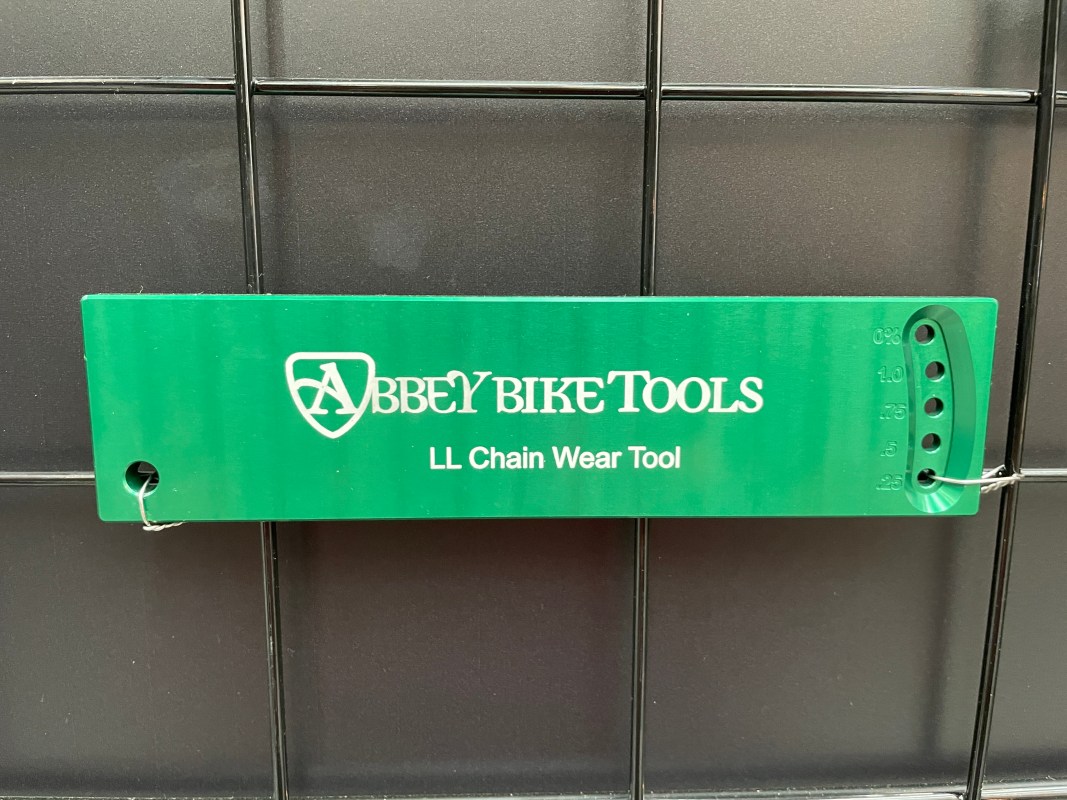 ABBEY BIKE TOOLS
LL Chain Wear Tool
0%
1.0
.75
.5
.25